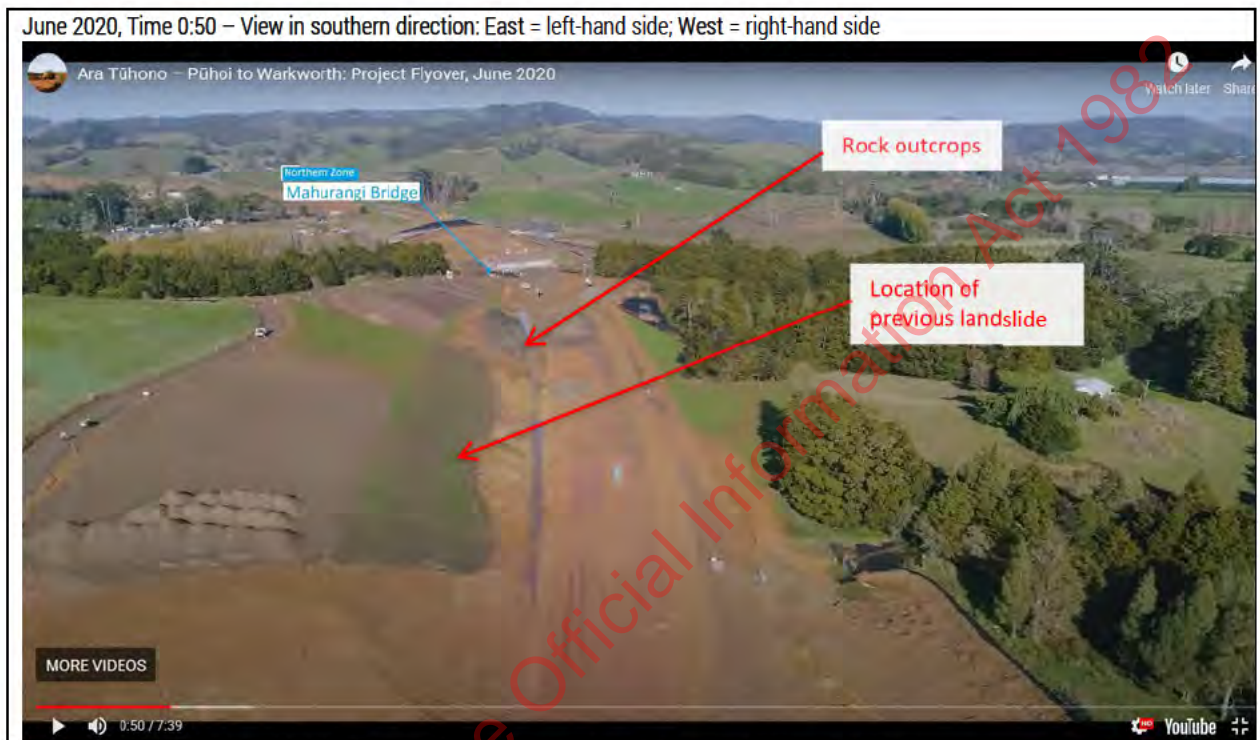 June 2020, Time 0:50 – View in southern direction: East = left-hand side; West = right-hand side
Ara Tūhono – Pūhoi to Warkworth: Project Flyover, June 2020
Watch later Share
Rock outcrops
Northern Zone
Mahurangi Bridge
Location of
previous landslide
MORE VIDEOS
0:50 / 7:39
HD YouTube
e Official Information Act 1982